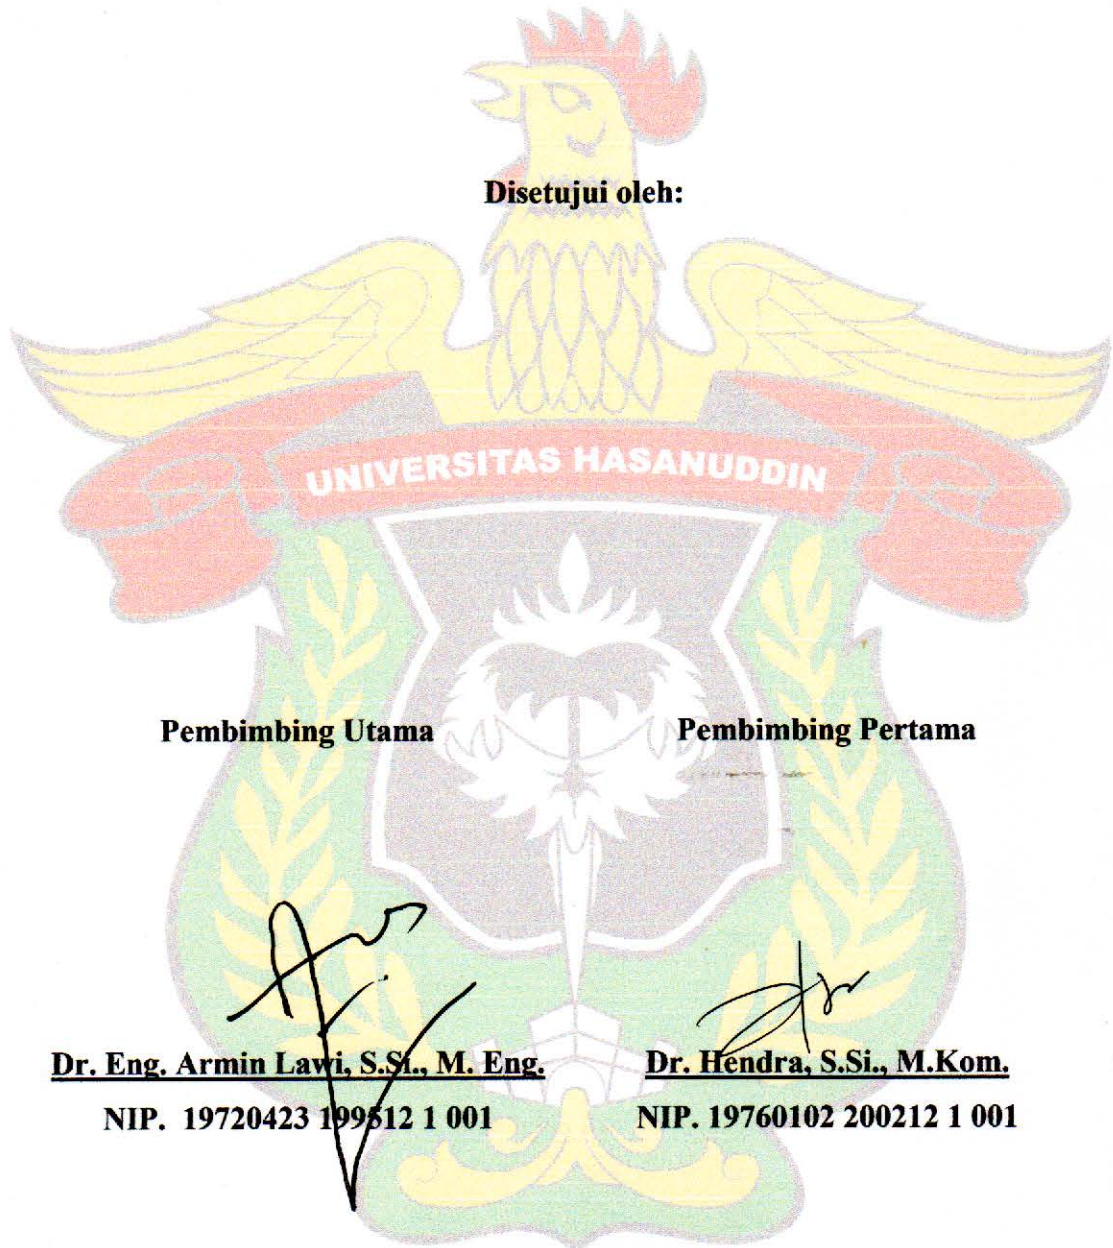 Disetujui oleh:
UNIVERSITAS HASANUDDIN
Pembimbing Utama
Pembimbing Pertama
Dr. Eng. Armin Lawi, S.Si., M. Eng.
Dr. Hendra, S.Si., M.Kom.
NIP. 19720423 199512 1 001
NIP. 19760102 200212 1 001